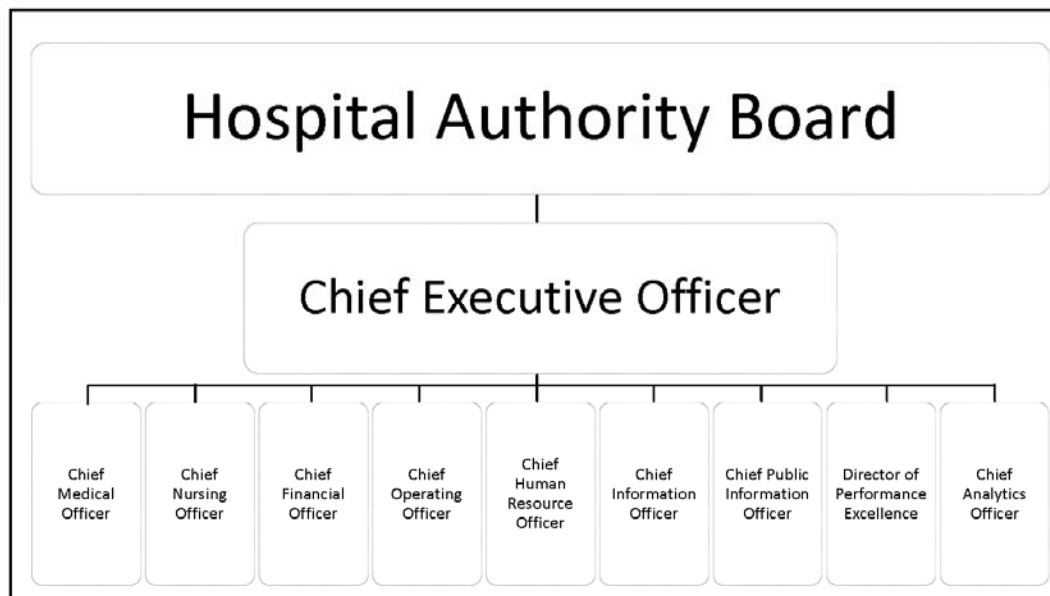 Hospital Authority Board
Chief Executive Officer
Chief
Medical
Officer
Chief
Nursing
Officer
Chief
Financial
Officer
Chief
Operating
Officer
Chief
Human
Resource
Officer
Chief
Information
Officer
Chief Public
Information
Officer
Director of
Performance
Excellence
Chief
Analytics
Officer